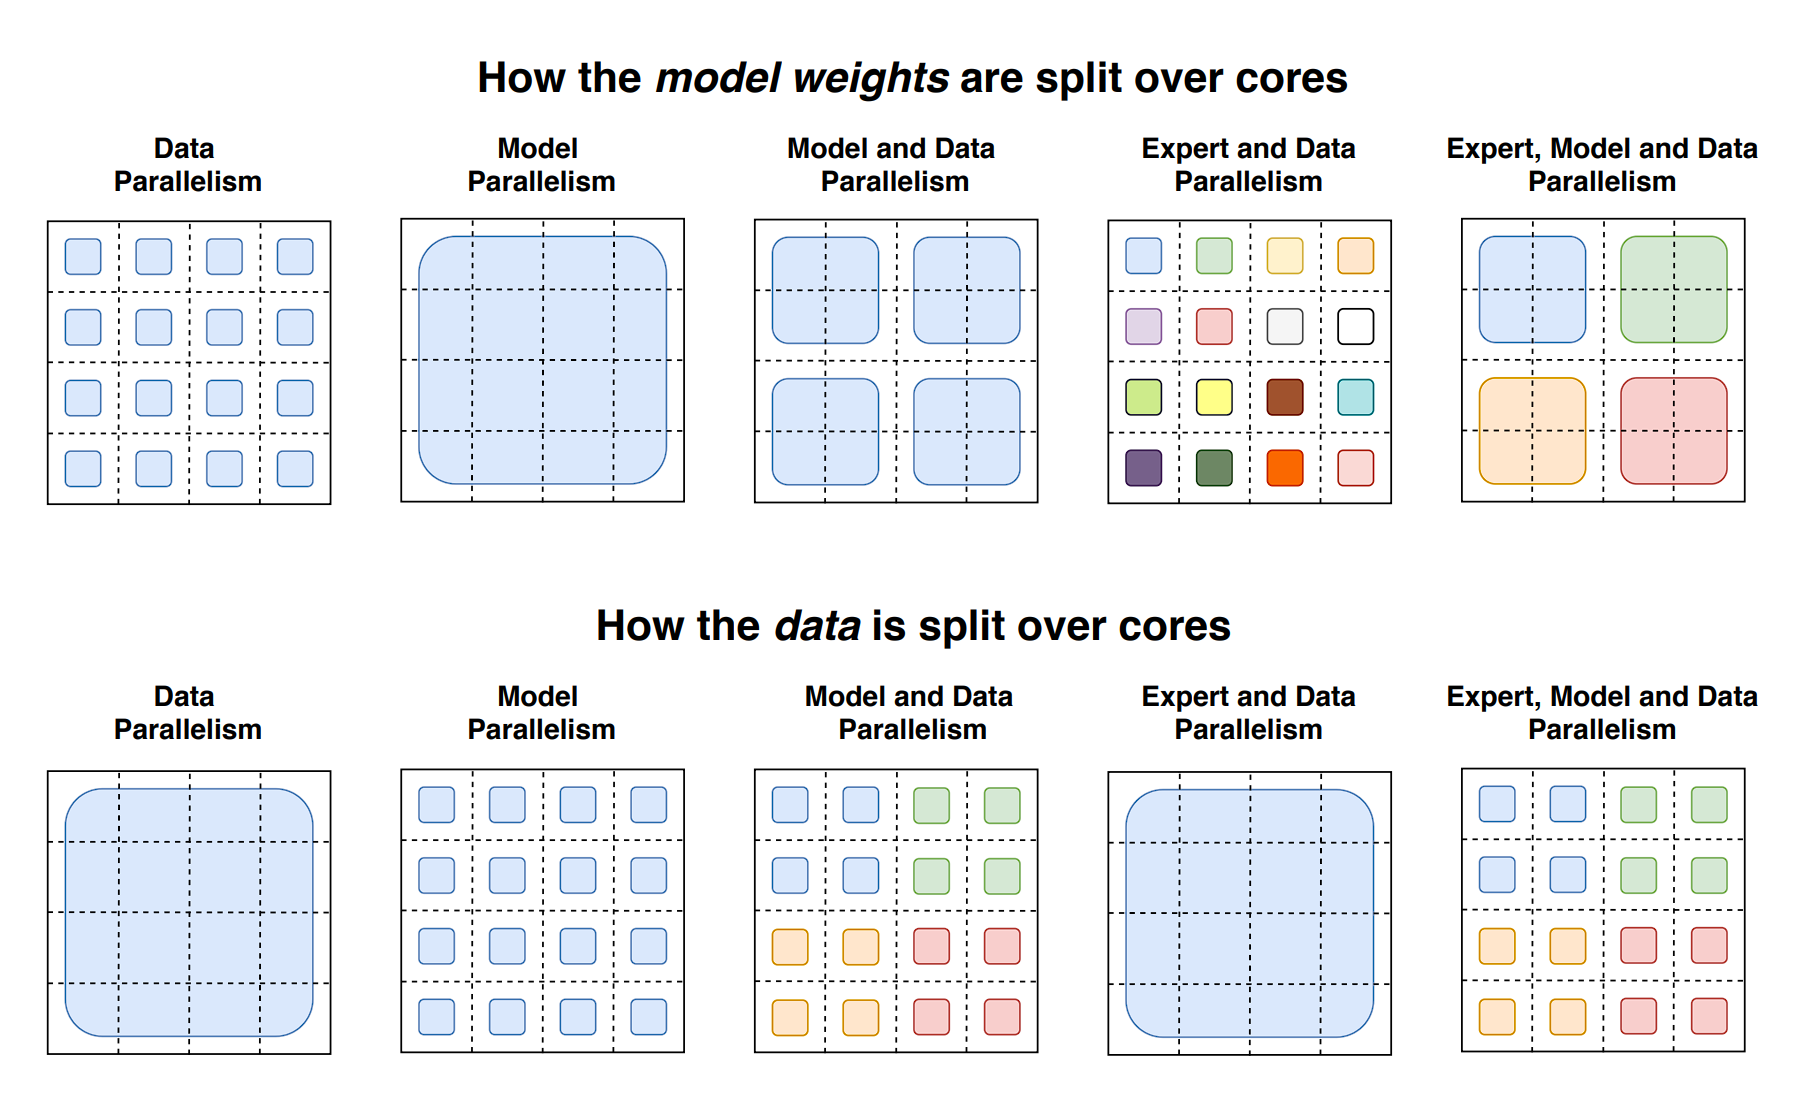 How the model weights are split over cores
Data
Parallelism
Model
Parallelism
Model and Data
Parallelism
Expert and Data
Parallelism
Expert, Model and Data
Parallelism
How the data is split over cores
Data
Parallelism
Model
Parallelism
Model and Data
Parallelism
Expert and Data
Parallelism
Expert, Model and Data
Parallelism